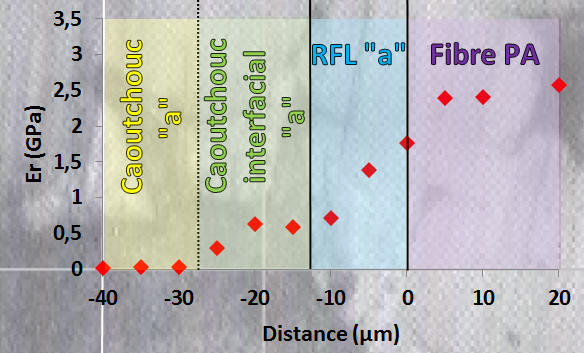 3,5
3
2,5
2
1,5
1
0,5
0
Er (GPa)
Caoutchouc
"a"
Caoutchouc
interfacial
"a"
RFL "a"
Fibre PA
-40 -30 -20 -10 0 10 20
Distance (µm)